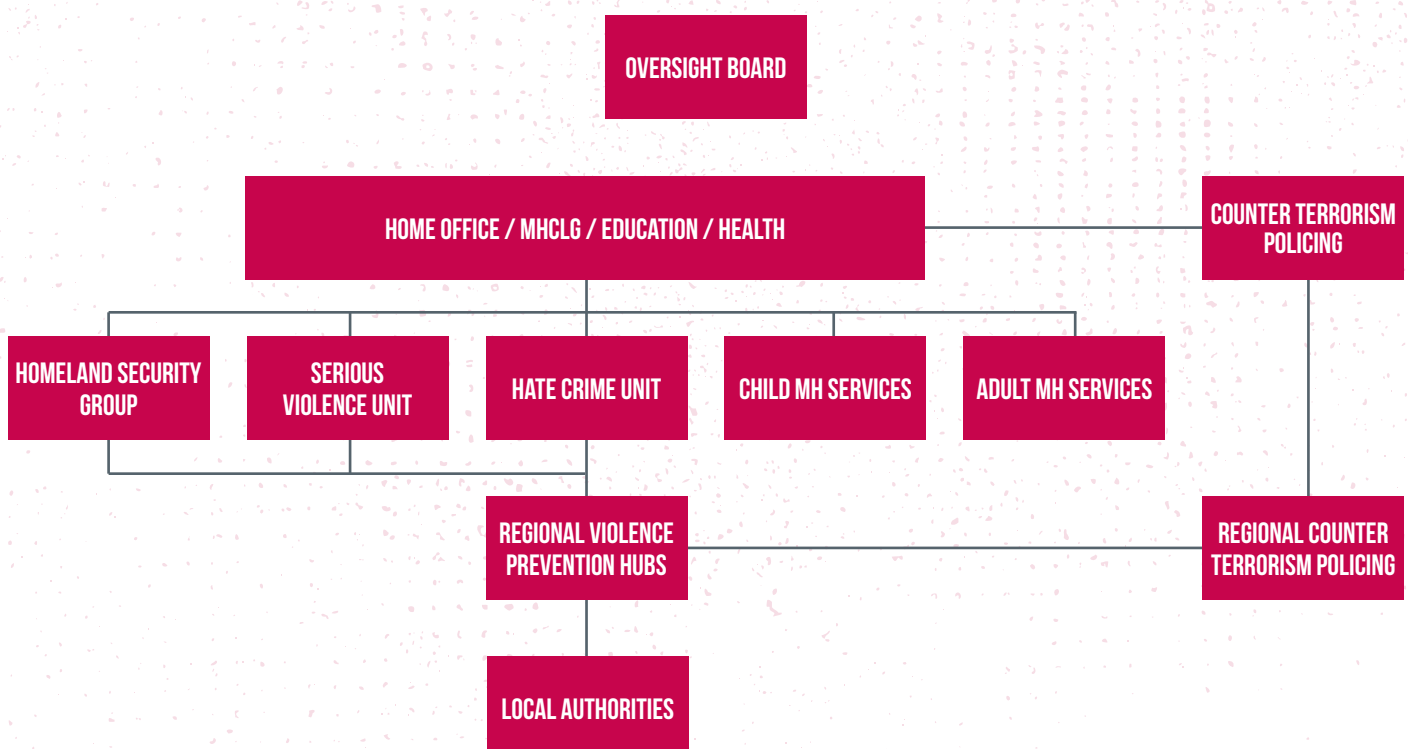 OVERSIGHT BOARD
HOME OFFICE / MHCLG / EDUCATION / HEALTH
COUNTER TERRORISM
POLICING
HOMELAND SECURITY
GROUP
SERIOUS
VIOLENCE UNIT
HATE CRIME UNIT
CHILD MH SERVICES
ADULT MH SERVICES
REGIONAL VIOLENCE
PREVENTION HUBS
REGIONAL COUNTER
TERRORISM POLICING
LOCAL AUTHORITIES